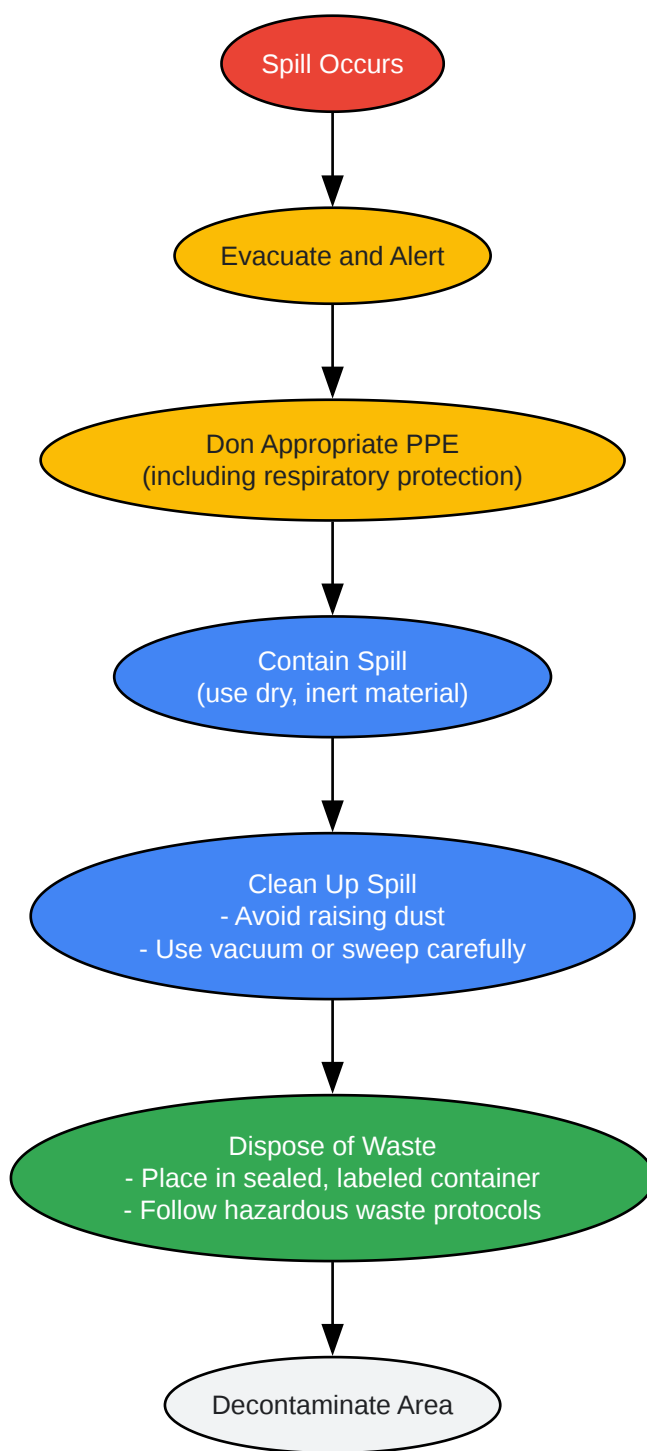 Spill Occurs
Evacuate and Alert
Don Appropriate PPE
(including respiratory protection)
Contain Spill
(use dry, inert material)
Clean Up Spill
- Avoid raising dust
- Use vacuum or sweep carefully
Dispose of Waste
- Place in sealed, labeled container
- Follow hazardous waste protocols
Decontaminate Area